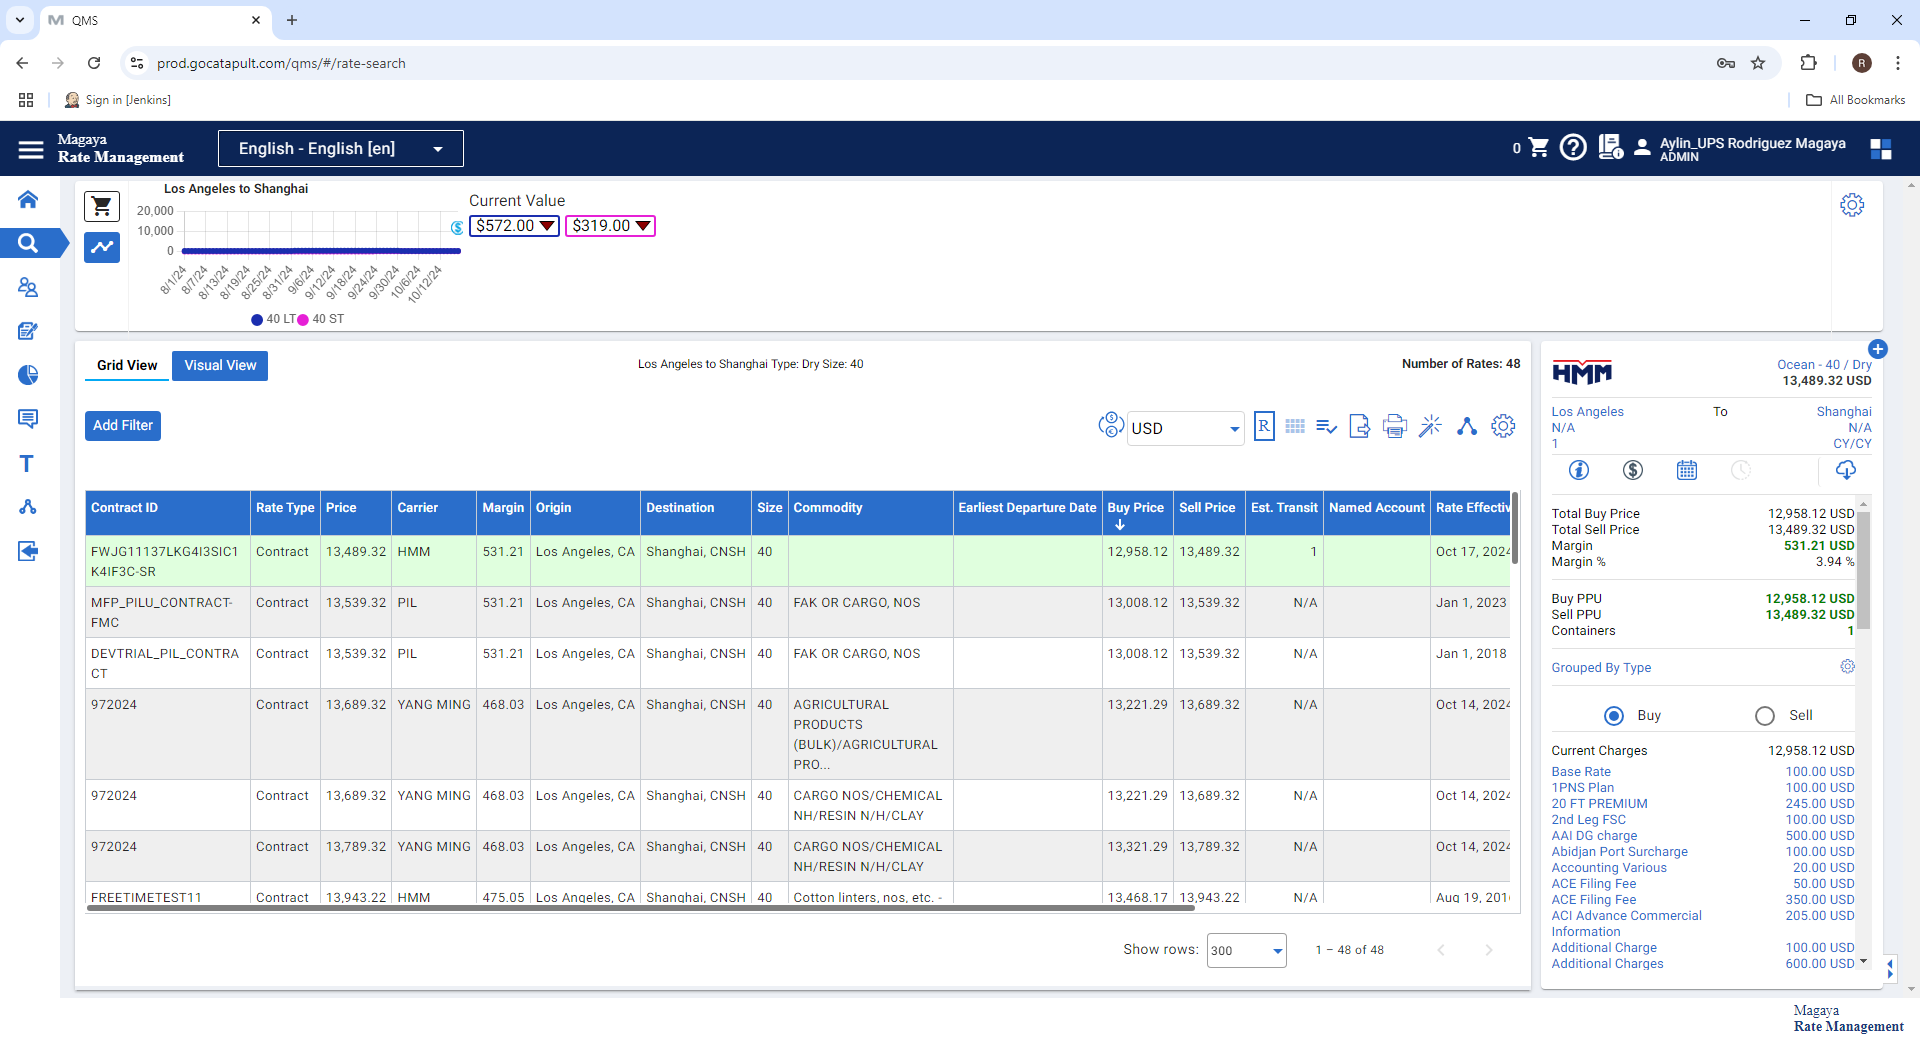 QMS
prod.gocatapult.com/qms/#/rate-search
R
Sign in [Jenkins]
All Bookmarks
Magaya
Rate Management
English - English [en]
0
Aylin_UPS Rodriguez Magaya
ADMIN
Los Angeles to Shanghai
20,000
10,000
0
8/1/24
8/7/24
8/13/24
8/19/24
8/25/24
8/31/24
9/6/24
9/12/24
9/18/24
9/24/24
9/30/24
10/6/24
10/12/24
40 LT
40 ST
Current Value
$572.00
$319.00
Grid View
Visual View
Los Angeles to Shanghai Type: Dry Size: 40
Number of Rates: 48
Add Filter
USD
R
Contract ID Rate Type Price Carrier Margin Origin Destination Size Commodity Earliest Departure Date Buy Price Sell Price Est. Transit Named Account Rate Effectiv
FWJG11137LKG4I3SIC1 Contract 13,489.32 HMM 531.21 Los Angeles, CA Shanghai, CNSH 40 12,958.12 13,489.32 1 Oct 17, 2024
K4IF3C-SR
MFP_PILU_CONTRACT- Contract 13,539.32 PIL 531.21 Los Angeles, CA Shanghai, CNSH 40 FAK OR CARGO, NOS 13,008.12 13,539.32 N/A Jan 1, 2023
FMC
DEVTRIAL_PIL_CONTRA Contract 13,539.32 PIL 531.21 Los Angeles, CA Shanghai, CNSH 40 FAK OR CARGO, NOS 13,008.12 13,539.32 N/A Jan 1, 2018
CT
972024 Contract 13,689.32 YANG MING 468.03 Los Angeles, CA Shanghai, CNSH 40 AGRICULTURAL 13,221.29 13,689.32 N/A Oct 14, 2024
PRODUCTS
(BULK)/AGRICULTURAL
PRO...
972024 Contract 13,689.32 YANG MING 468.03 Los Angeles, CA Shanghai, CNSH 40 CARGO NOS/CHEMICAL 13,221.29 13,689.32 N/A Oct 14, 2024
NH/RESIN N/H/CLAY
972024 Contract 13,789.32 YANG MING 468.03 Los Angeles, CA Shanghai, CNSH 40 CARGO NOS/CHEMICAL 13,321.29 13,789.32 N/A Oct 14, 2024
NH/RESIN N/H/CLAY
FREETIMETEST11 Contract 13,943.22 HMM 475.05 Los Angeles, CA Shanghai, CNSH 40 Cotton linters, nos, etc. - 13,468.17 13,943.22 N/A Aug 19, 201
Show rows: 300 1 – 48 of 48
HMM
Ocean - 40 / Dry
13,489.32 USD
Los Angeles To Shanghai
N/A N/A
1 CY/CY
Total Buy Price 12,958.12 USD
Total Sell Price 13,489.32 USD
Margin 531.21 USD
Margin % 3.94 %
Buy PPU 12,958.12 USD
Sell PPU 13,489.32 USD
Containers 1
Grouped By Type
Buy Sell
Current Charges 12,958.12 USD
Base Rate 100.00 USD
1PNS Plan 100.00 USD
20 FT PREMIUM 245.00 USD
2nd Leg FSC 100.00 USD
AAI DG charge 500.00 USD
Abidjan Port Surcharge 100.00 USD
Accounting Various 20.00 USD
ACE Filing Fee 50.00 USD
ACE Filing Fee 350.00 USD
ACI Advance Commercial 205.00 USD
Information
Additional Charge 100.00 USD
Additional Charges 600.00 USD
Magaya
Rate Management